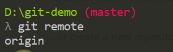 D:\git-demo (master)
λ git remote
origin